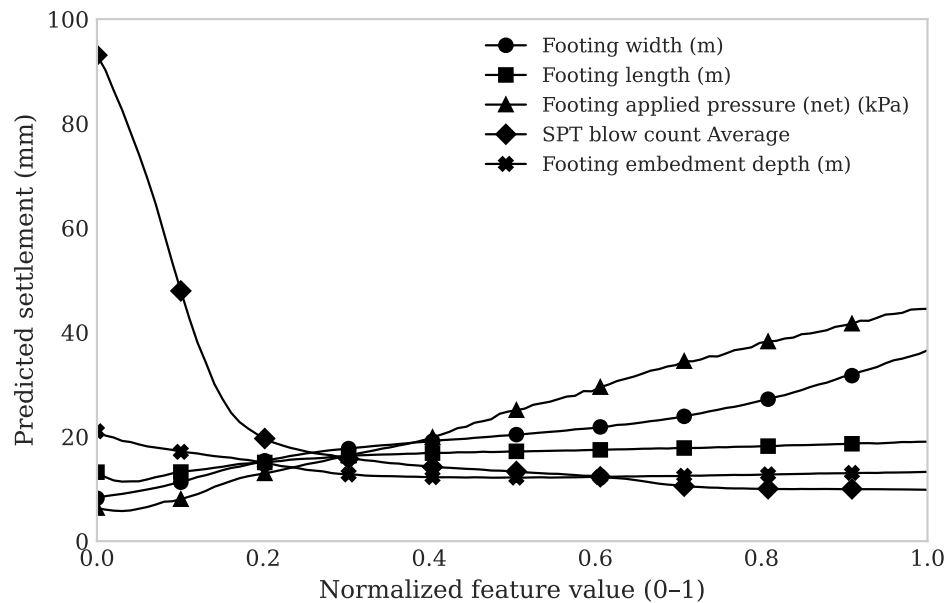 100
80
60
40
20
0
Predicted settlement (mm)
Footing width (m)
Footing length (m)
Footing applied pressure (net) (kPa)
SPT blow count Average
Footing embedment depth (m)
0.0 0.2 0.4 0.6 0.8 1.0
Normalized feature value (0–1)